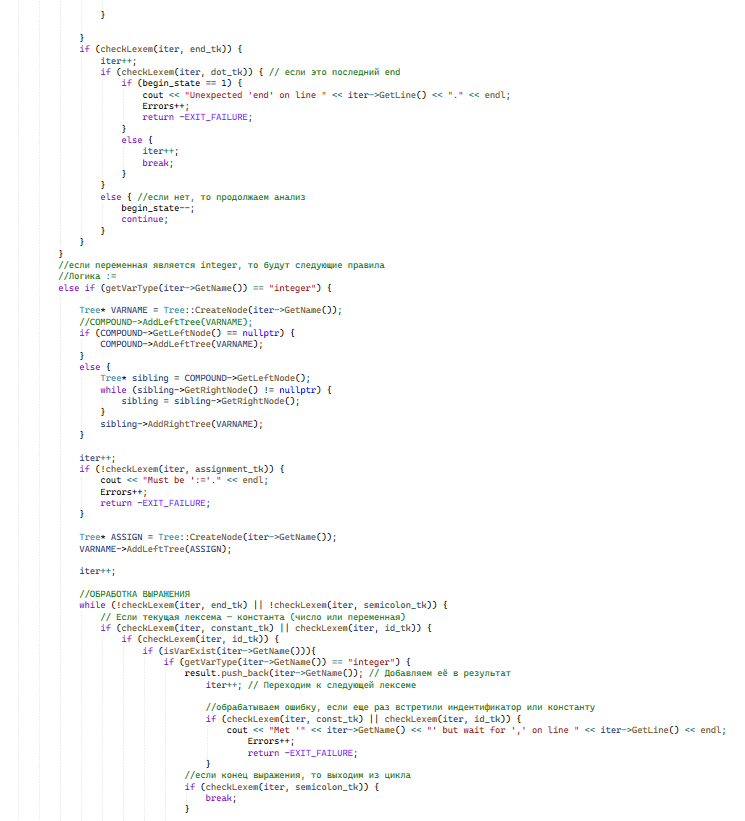 }
}
if (checkLexem(iter, end_tk)) {
iter++;
if (checkLexem(iter, dot_tk)) { // если это последний end
if (begin_state == 1) {
cout << "Unexpected 'end' on line " << iter->GetLine() << "." << endl;
Errors++;
return -EXIT_FAILURE;
}
else {
iter++;
break;
}
}
else { //если нет, то продолжаем анализ
begin_state--;
continue;
}
}
}
//если переменная является integer, то будут следующие правила
//Логика :=
else if (getVarType(iter->GetName()) == "integer") {
Tree* VARNAME = Tree::CreateNode(iter->GetName());
//COMPOUND->AddLeftTree(VARNAME);
if (COMPOUND->GetLeftNode() == nullptr) {
COMPOUND->AddLeftTree(VARNAME);
}
else {
Tree* sibling = COMPOUND->GetLeftNode();
while (sibling->GetRightNode() != nullptr) {
sibling = sibling->GetRightNode();
}
sibling->AddRightTree(VARNAME);
}
iter++;
if (!checkLexem(iter, assignment_tk)) {
cout << "Must be ':='." << endl;
Errors++;
return -EXIT_FAILURE;
}
Tree* ASSIGN = Tree::CreateNode(iter->GetName());
VARNAME->AddLeftTree(ASSIGN);
iter++;
//ОБРАБОТКА ВЫРАЖЕНИЯ
while (!checkLexem(iter, end_tk) || !checkLexem(iter, semicolon_tk)) {
// Если текущая лексема — константа (число или переменная)
if (checkLexem(iter, constant_tk) || checkLexem(iter, id_tk)) {
if (checkLexem(iter, id_tk)) {
if (isVarExist(iter->GetName())){
if (getVarType(iter->GetName()) == "integer") {
result.push_back(iter->GetName()); // Добавляем её в результат
iter++; // Переходим к следующей лексеме
//обрабатываем ошибку, если еще раз встретили индентификатор или константу
if (checkLexem(iter, const_tk) || checkLexem(iter, id_tk)) {
cout << "Met '" << iter->GetName() << "' but wait for ',' on line " << iter->GetLine() << endl;
Errors++;
return -EXIT_FAILURE;
}
//если конец выражения, то выходим из цикла
if (checkLexem(iter, semicolon_tk)) {
break;
}